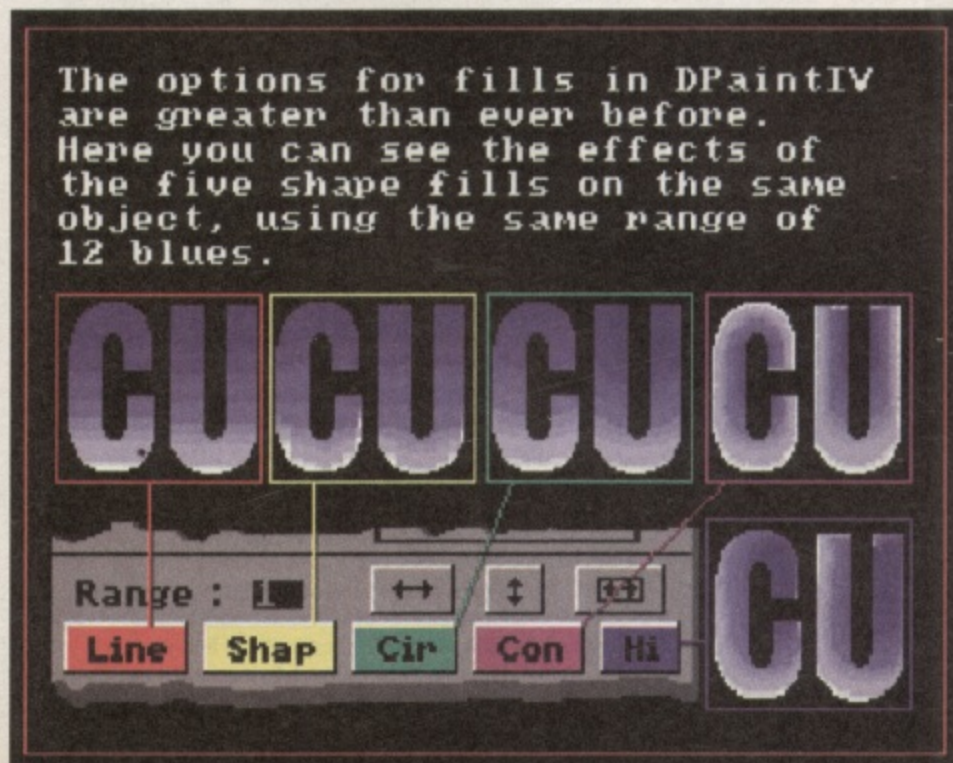 The options for fills in DPaintIV
are greater than ever before.
Here you can see the effects of
the five shape fills on the same
object, using the same range of
12 blues.
CU CU CU CU
Range :
Line Shap Cir Con Hi
CU